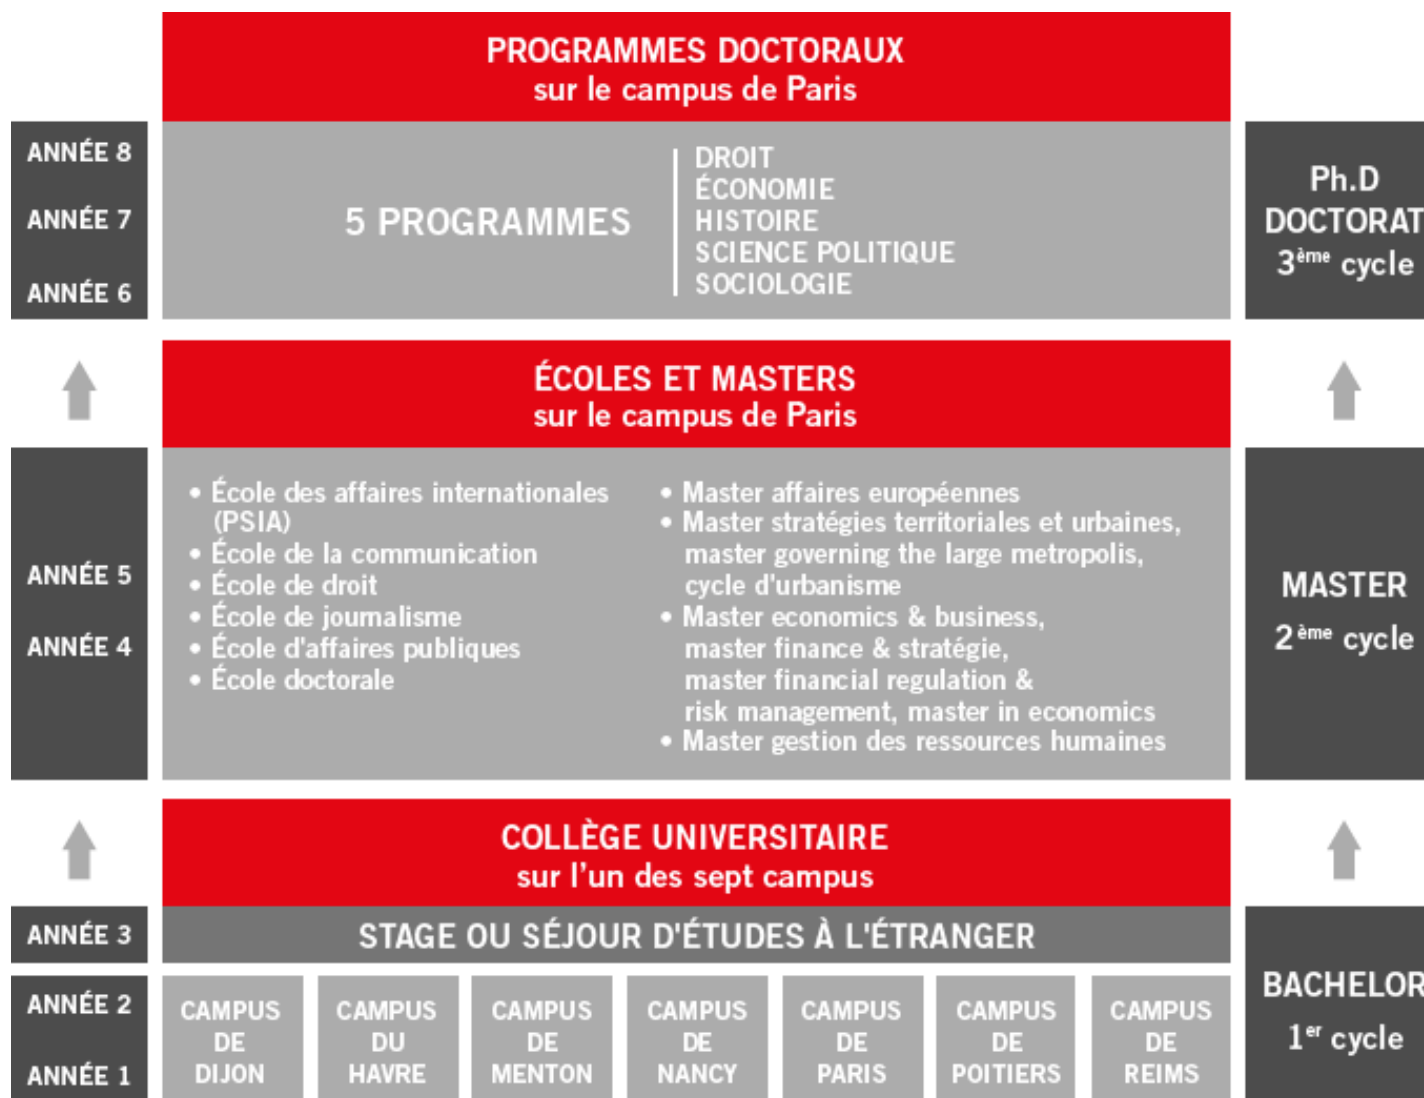 PROGRAMMES DOCTORAUX
sur le campus de Paris
ANNÉE 8
ANNÉE 7
ANNÉE 6
5 PROGRAMMES
DROIT
ÉCONOMIE
HISTOIRE
SCIENCE POLITIQUE
SOCIOLOGIE
Ph.D
DOCTORAT
3ème cycle
ÉCOLES ET MASTERS
sur le campus de Paris
ANNÉE 5
ANNÉE 4
• École des affaires internationales
(PSIA)
• École de la communication
• École de droit
• École de journalisme
• École d'affaires publiques
• École doctorale
• Master affaires européennes
• Master stratégies territoriales et urbaines,
master governing the large metropolis,
cycle d'urbanisme
• Master economics & business,
master finance & stratégie,
master financial regulation &
risk management, master in economics
• Master gestion des ressources humaines
MASTER
2ème cycle
COLLÈGE UNIVERSITAIRE
sur l'un des sept campus
ANNÉE 3
STAGE OU SÉJOUR D'ÉTUDES À L'ÉTRANGER
ANNÉE 2
ANNÉE 1
CAMPUS
DE
DIJON
CAMPUS
DU
HAVRE
CAMPUS
DE
MENTON
CAMPUS
DE
NANCY
CAMPUS
DE
PARIS
CAMPUS
DE
POITIERS
CAMPUS
DE
REIMS
BACHELOR
1er cycle